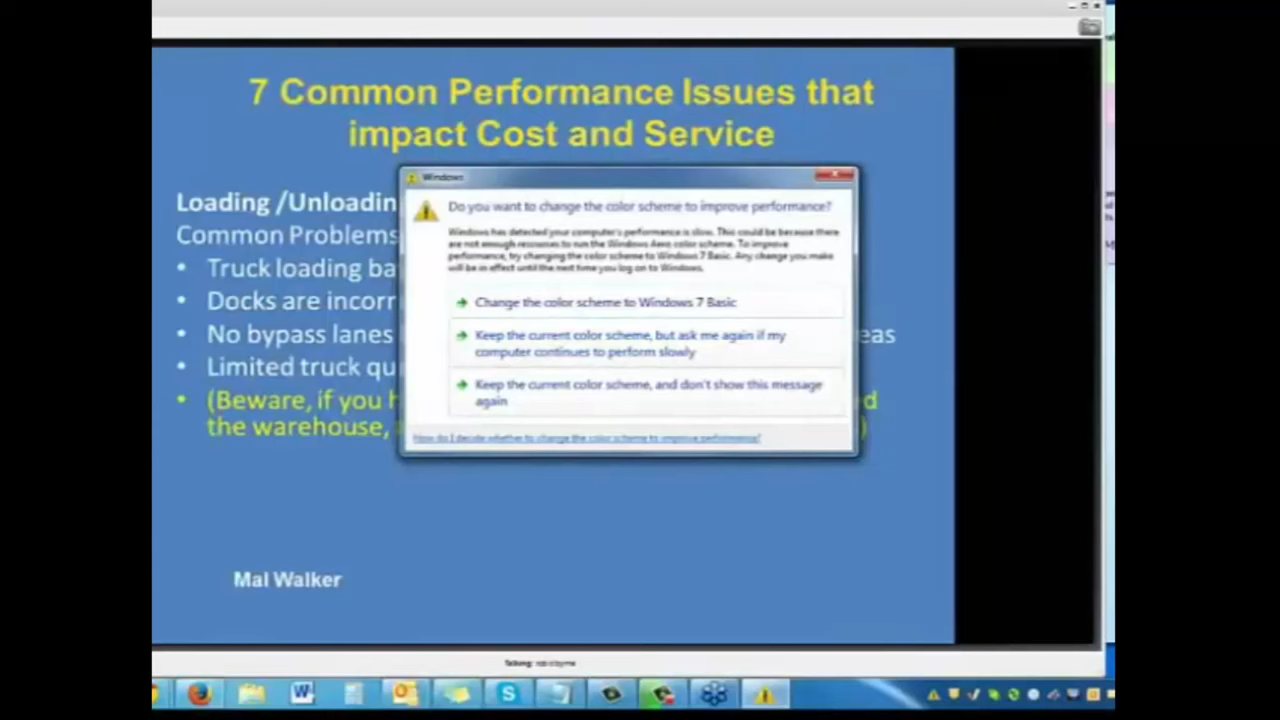 7 Common Performance Issues that
impact Cost and Service
Loading /Unloadin
Common Problems
• Truck loading ba
• Docks are incorr
• No bypass lanes
eas
• Limited truck qu
• (Beware, if you h
d
the warehouse,
)
Mal Walker
Windows
Do you want to change the color scheme to improve performance?
Windows has detected your computer's performance is slow. This could be because there
are not enough resources to run the Windows Aero color scheme. To improve
performance, try changing the color scheme to Windows 7 Basic. Any change you make
will be in effect until the next time you log on to Windows.
Change the color scheme to Windows 7 Basic
Keep the current color scheme, but ask me again if my
computer continues to perform slowly
Keep the current color scheme, and don't show this message
again
How do I decide whether to change the color scheme to improve performance?
Talking: